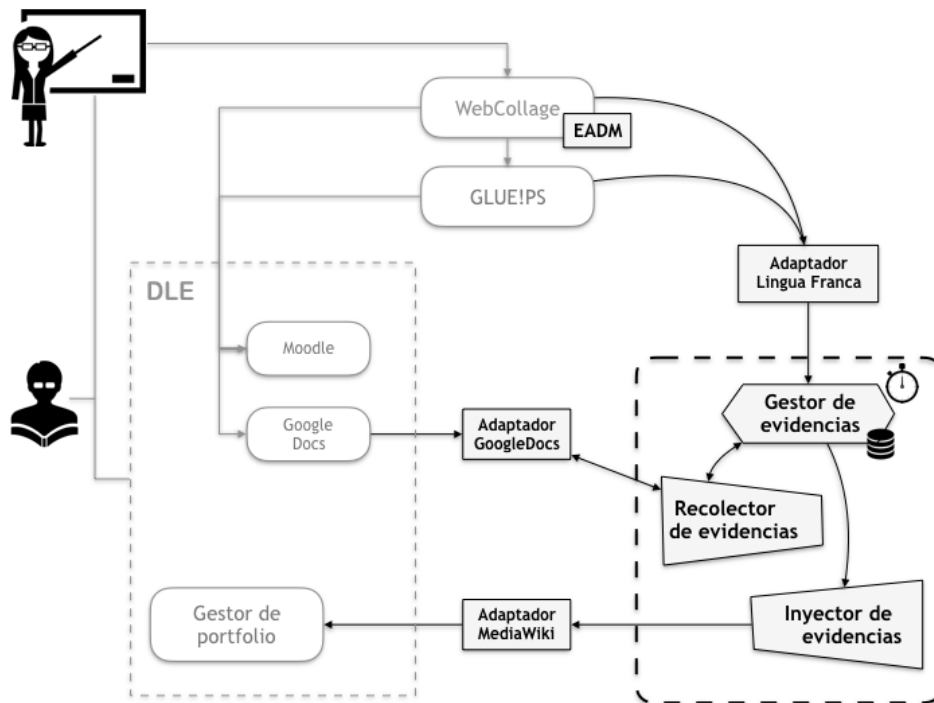 WebCollage
EADM
GLUE!PS
Adaptador
Lingua Franca
DLE
Moodle
Google
Docs
Adaptador
GoogleDocs
Gestor de
evidencias
Recolector
de evidencias
Gestor de
portfolio
Adaptador
MediaWiki
Inyector de
evidencias